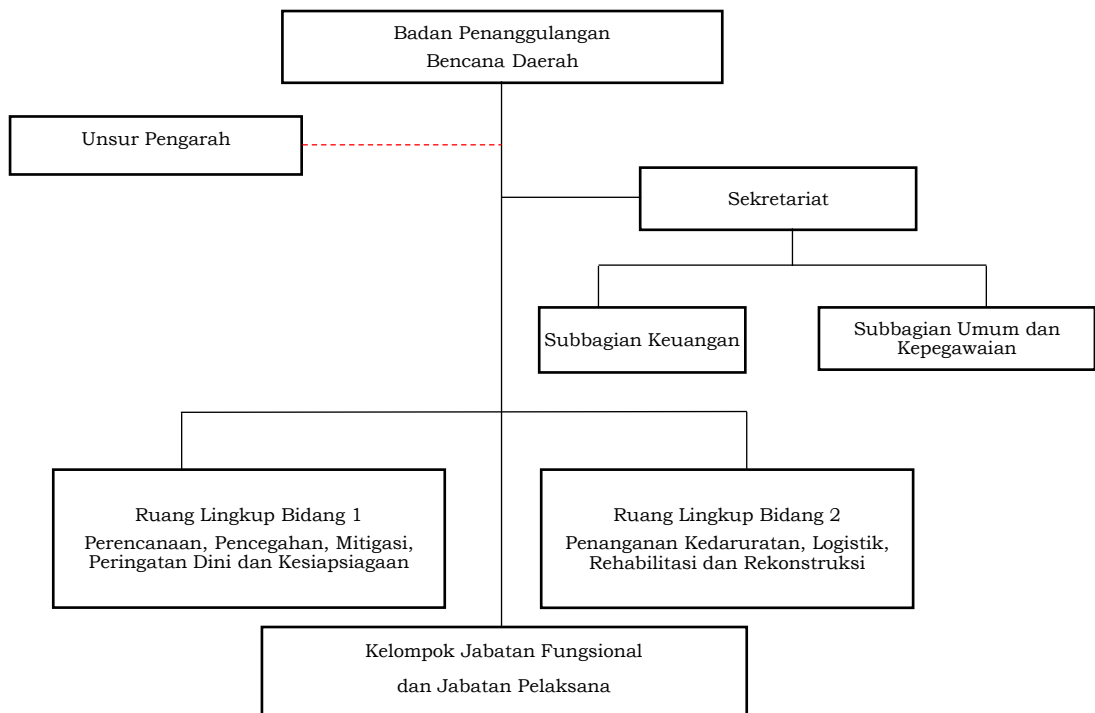 Badan Penanggulangan
Bencana Daerah
Unsur Pengarah
Sekretariat
Subbagian Keuangan
Subbagian Umum dan
Kepegawaian
Ruang Lingkup Bidang 1
Perencanaan, Pencegahan, Mitigasi,
Peringatan Dini dan Kesiapsiagaan
Ruang Lingkup Bidang 2
Penanganan Kedaruratan, Logistik,
Rehabilitasi dan Rekonstruksi
Kelompok Jabatan Fungsional
dan Jabatan Pelaksana